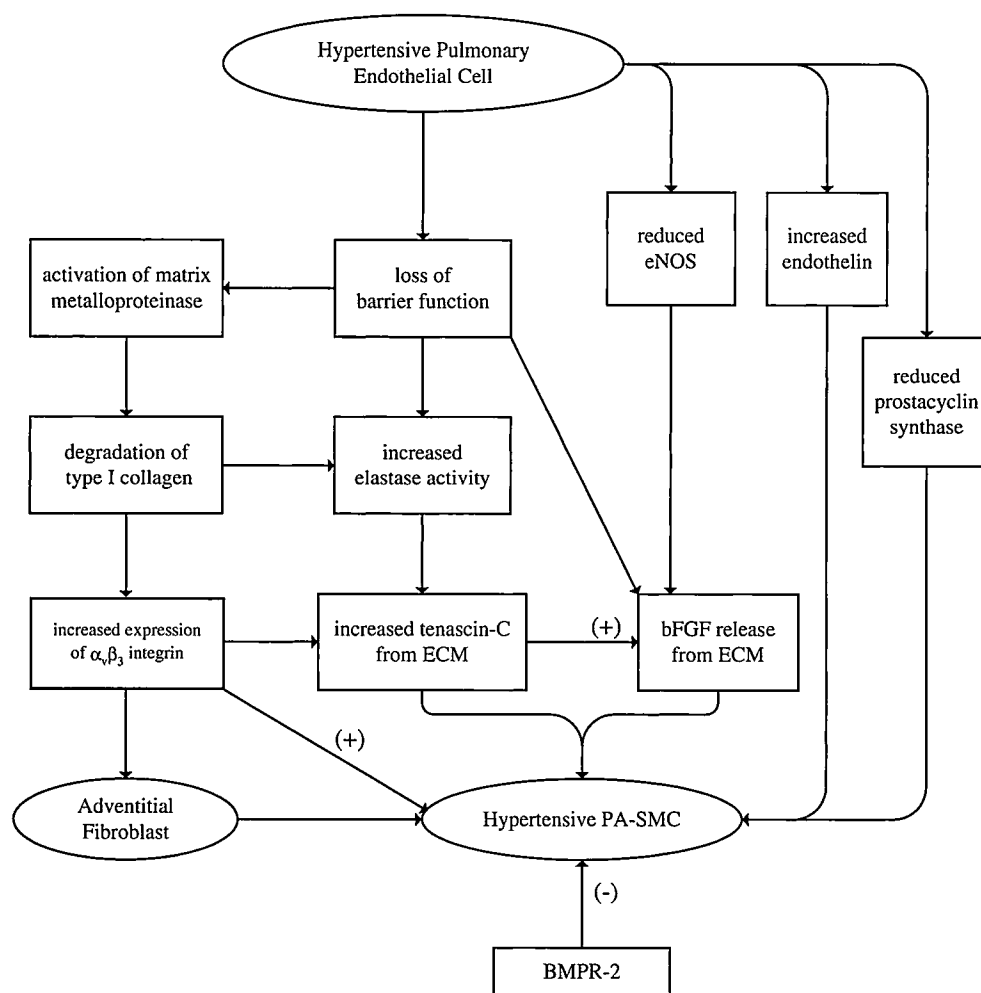 Hypertensive Pulmonary
Endothelial Cell
reduced
eNOS
increased
endothelin
activation of matrix
metalloproteinase
loss of
barrier function
reduced
prostacyclin
synthase
degradation of
type I collagen
increased
elastase activity
increased expression
of αvβ3 integrin
increased tenascin-C
from ECM
(+)
bFGF release
from ECM
(+)
Adventitial
Fibroblast
Hypertensive PA-SMC
(-)
BMPR-2